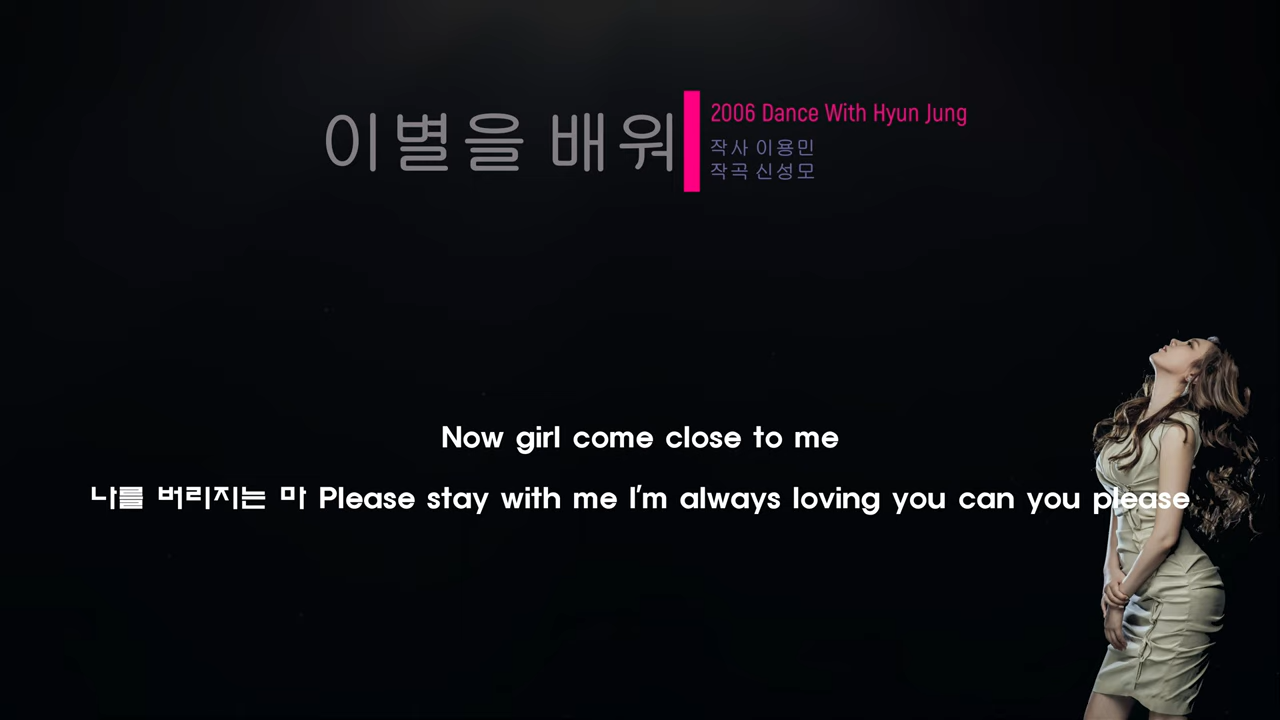 이별을 배워
2006 Dance With Hyun Jung
작사 이용민
작곡 신성모
Now girl come close to me
나를 버리지는 마 Please stay with me I'm always loving you can you please